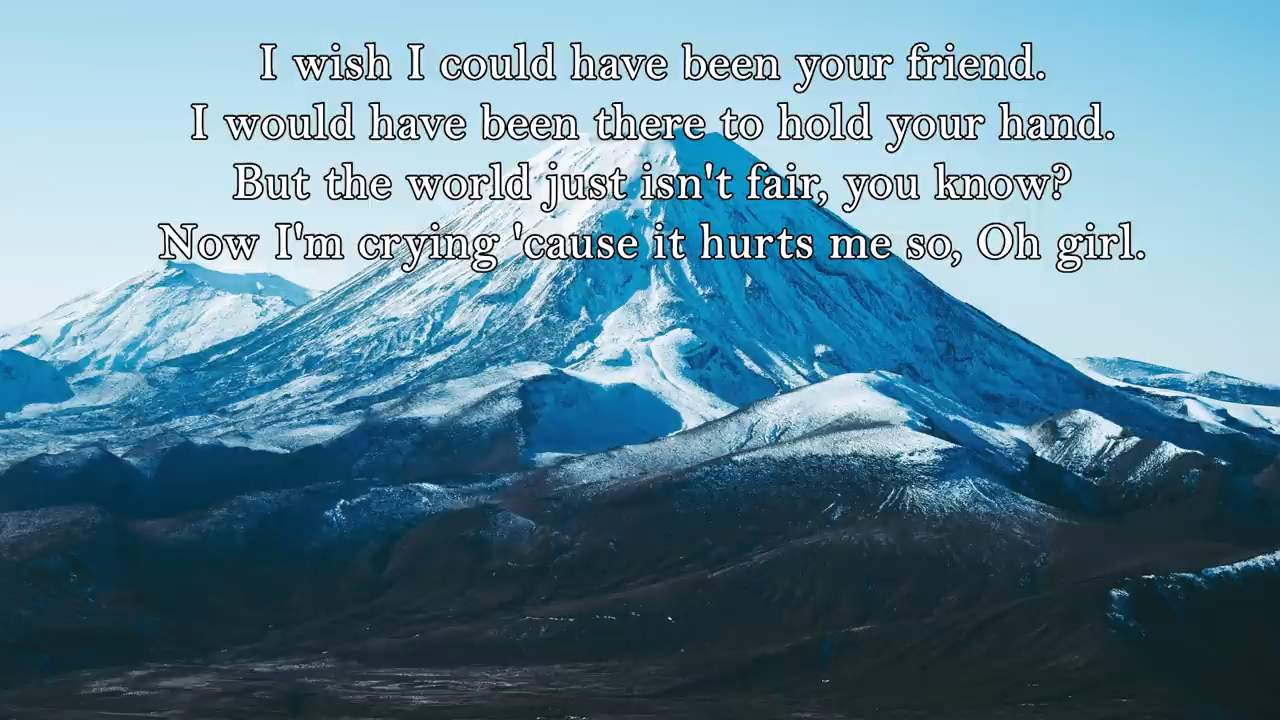 I wish I could have been your friend.
I would have been there to hold your hand.
But the world just isn't fair, you know?
Now I'm crying 'cause it hurts me so, Oh girl.